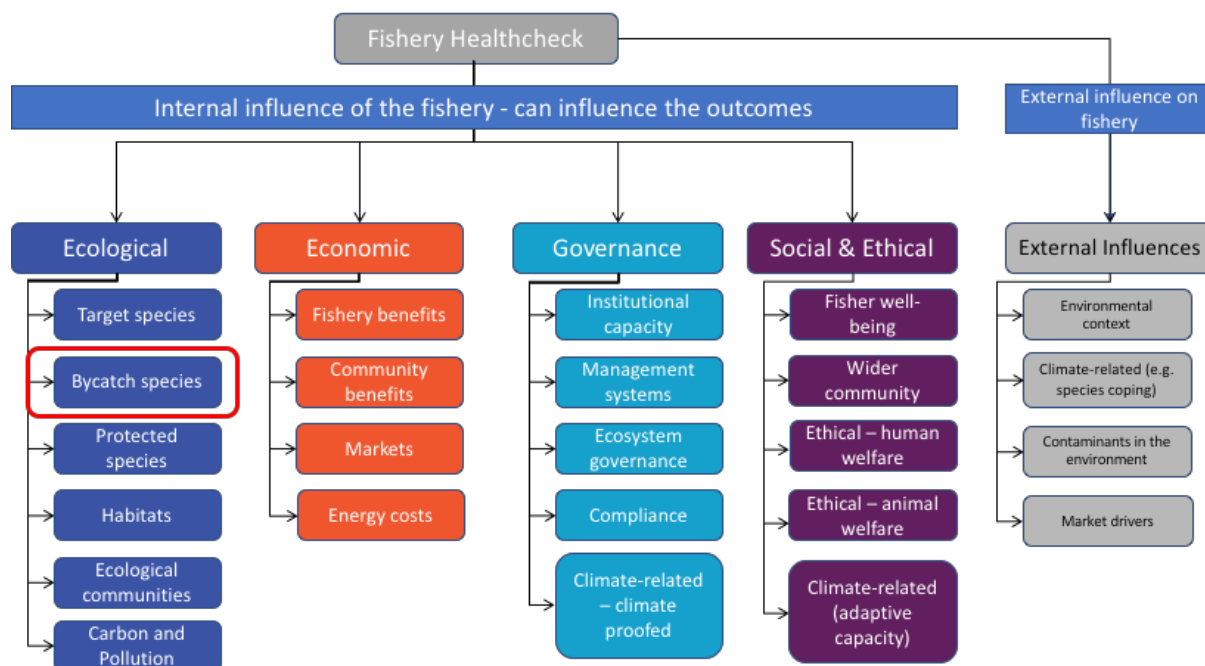 Fishery Healthcheck
Internal influence of the fishery - can influence the outcomes
External influence on
fishery
Ecological
Economic
Governance
Social & Ethical
External Influences
Target species
Bycatch species
Protected
species
Habitats
Ecological
communities
Carbon and
Pollution
Fishery benefits
Community
benefits
Markets
Energy costs
Institutional
capacity
Management
systems
Ecosystem
governance
Compliance
Climate-related
– climate
proofed
Fisher well-
being
Wider
community
Ethical – human
welfare
Ethical – animal
welfare
Climate-related
(adaptive
capacity)
Environmental
context
Climate-related (e.g.
species coping)
Contaminants in the
environment
Market drivers